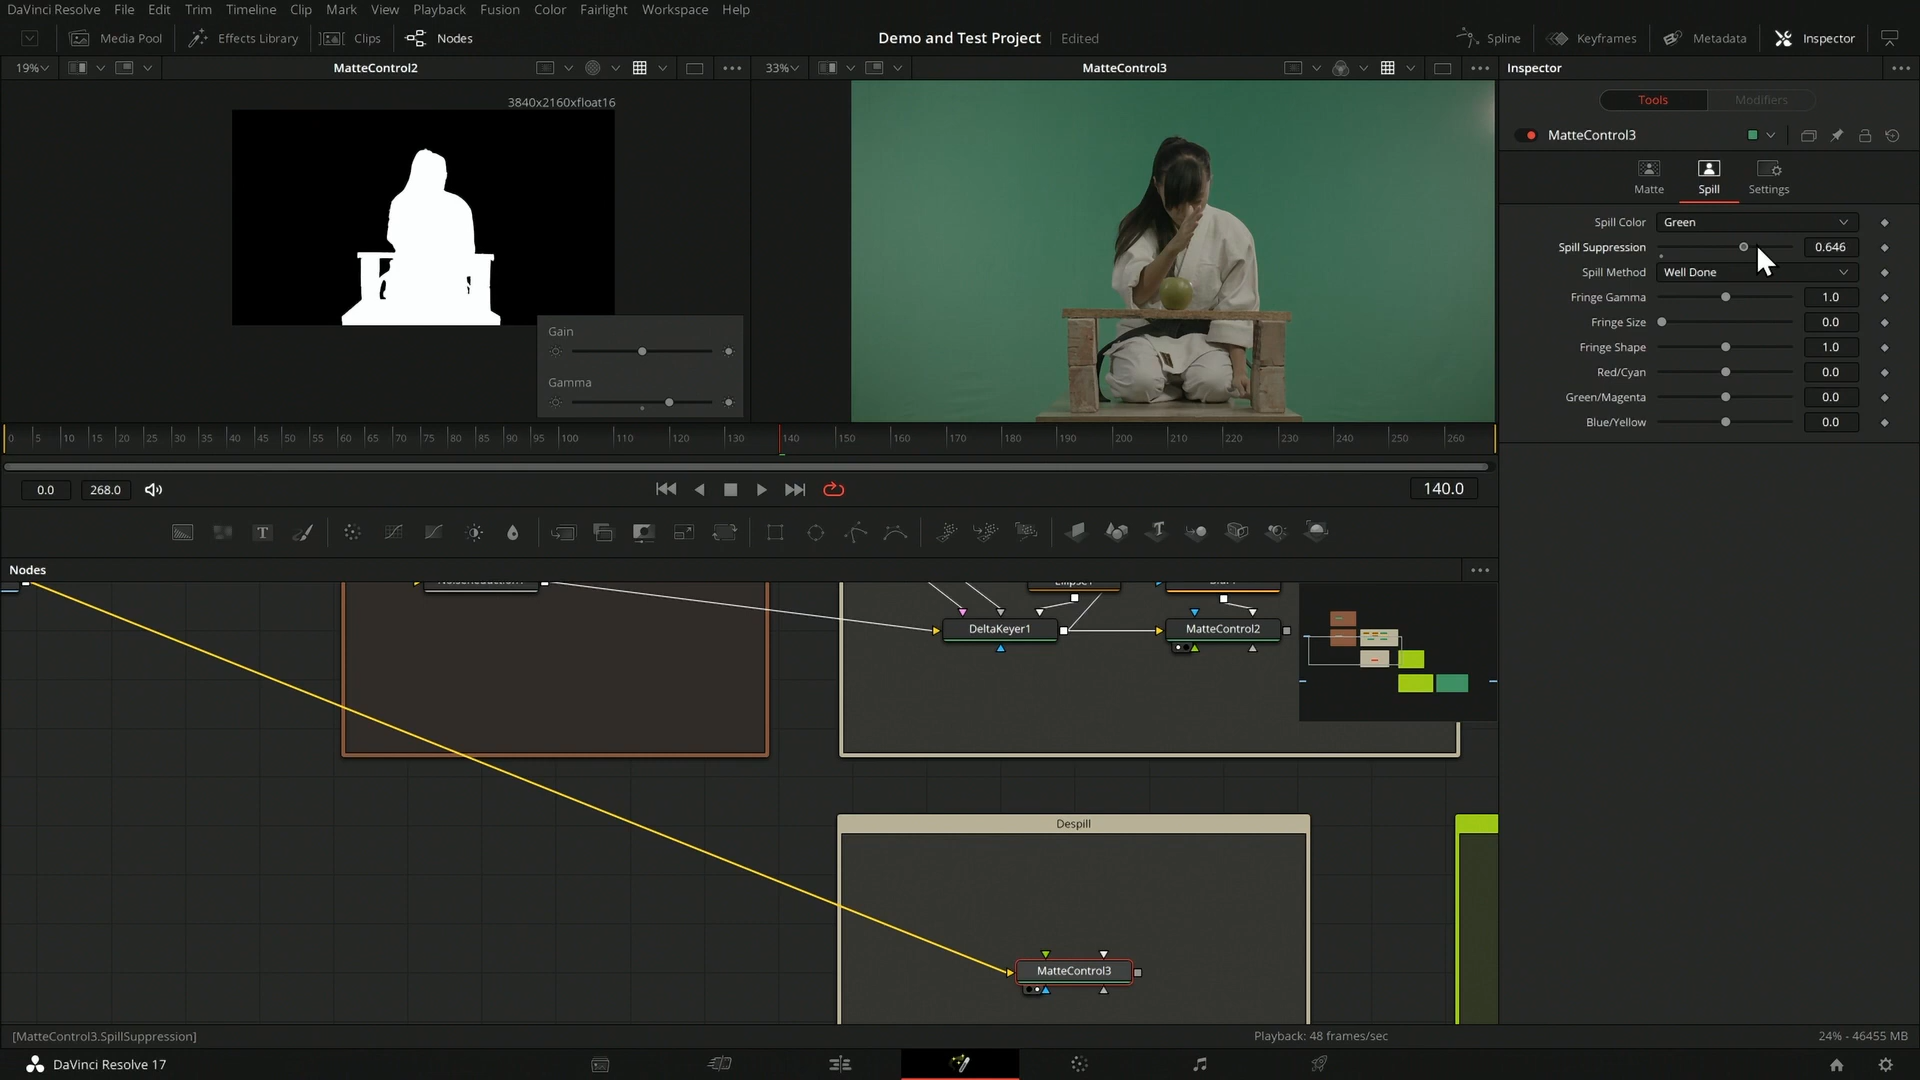 DaVinci Resolve File Edit Trim Timeline Clip Mark View Playback Fusion Color Fairlight Workspace Help
Media Pool Effects Library Clips Nodes Demo and Test Project Edited Spline Keyframes Metadata Inspector
19% MatteControl2 33% MatteControl3 Inspector
3840x2160xfloat16
Tools Modifiers
MatteControl3
Matte Spill Settings
Spill Color Green
Spill Suppression 0.646
Spill Method Well Done
Fringe Gamma 1.0
Fringe Size 0.0
Fringe Shape 1.0
Red/Cyan 0.0
Green/Magenta 0.0
Blue/Yellow 0.0
Gain
Gamma
0 5 10 15 20 25 30 35 40 45 50 55 60 65 70 75 80 85 90 95 100 110 120 130 140 150 160 170 180 190 200 210 220 230 240 250 260
0.0 268.0 140.0
Nodes
Ellipse1
DeltaKeyer1 MatteControl2
Despill
MatteControl3
[MatteControl3.SpillSuppression] Playback: 48 frames/sec 24% - 46455 MB
DaVinci Resolve 17